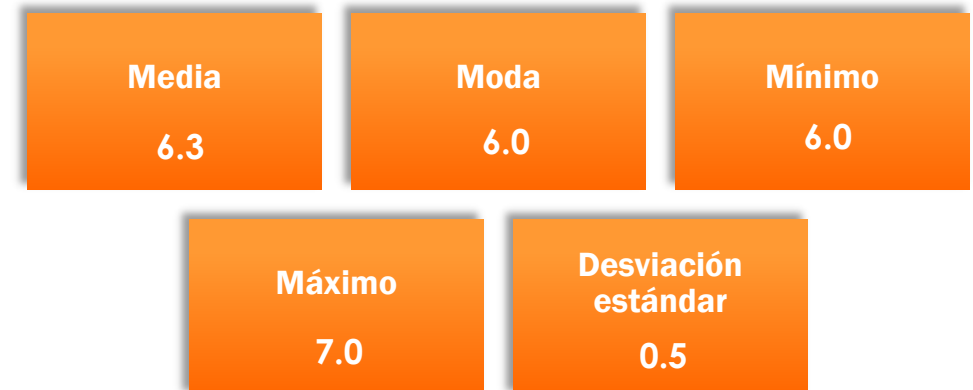 Media
6.3
Moda
6.0
Mínimo
6.0
Máximo
7.0
Desviación
estándar
0.5